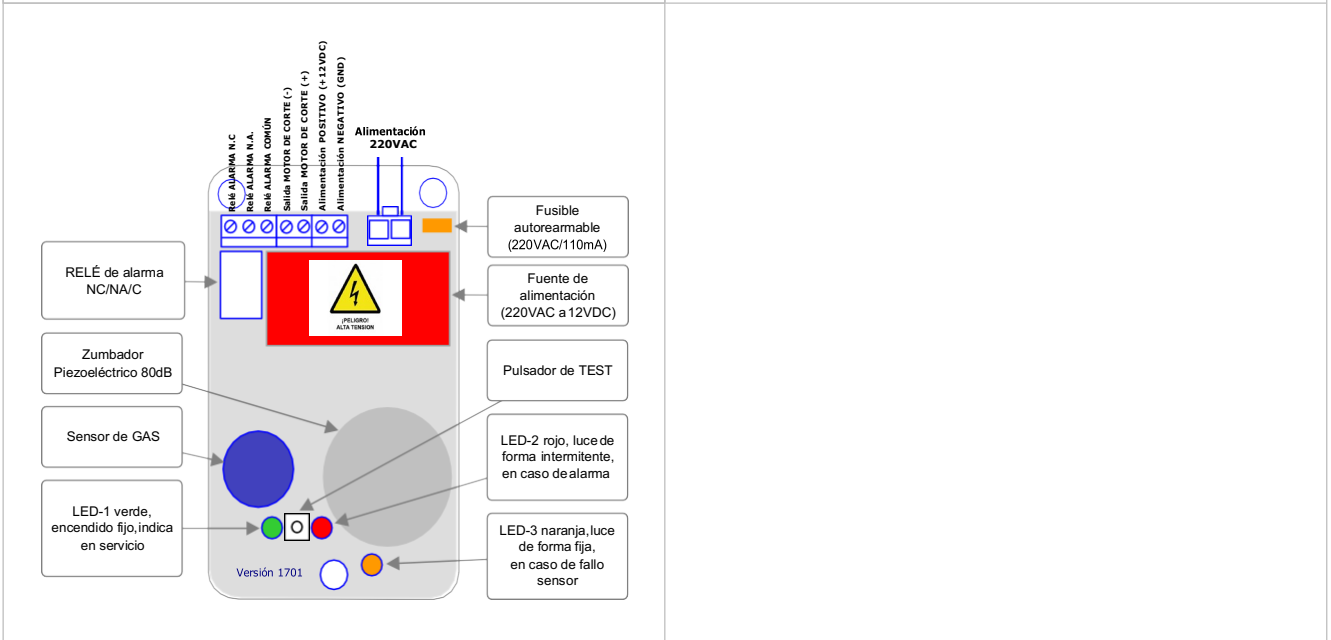 Relé ALARMA N.C
Relé ALARMA N.A.
Relé ALARMA COMÚN
Salida MOTOR DE CORTE (-)
Salida MOTOR DE CORTE (+)
Alimentación POSITIVO (+12VDC)
Alimentación NEGATIVO (GND)
Alimentación
220VAC
Fusible
autorearmable
(220VAC/110mA)
RELÉ de alarma
NC/NA/C
Fuente de
alimentación
(220VAC a 12VDC)
¡PELIGRO!
ALTA TENSION
Zumbador
Piezoeléctrico 80dB
Pulsador de TEST
Sensor de GAS
LED-2 rojo, luce de
forma intermitente,
en caso de alarma
LED-1 verde,
encendido fijo, indica
en servicio
LED-3 naranja, luce
de forma fija,
en caso de fallo
sensor
Versión 1701